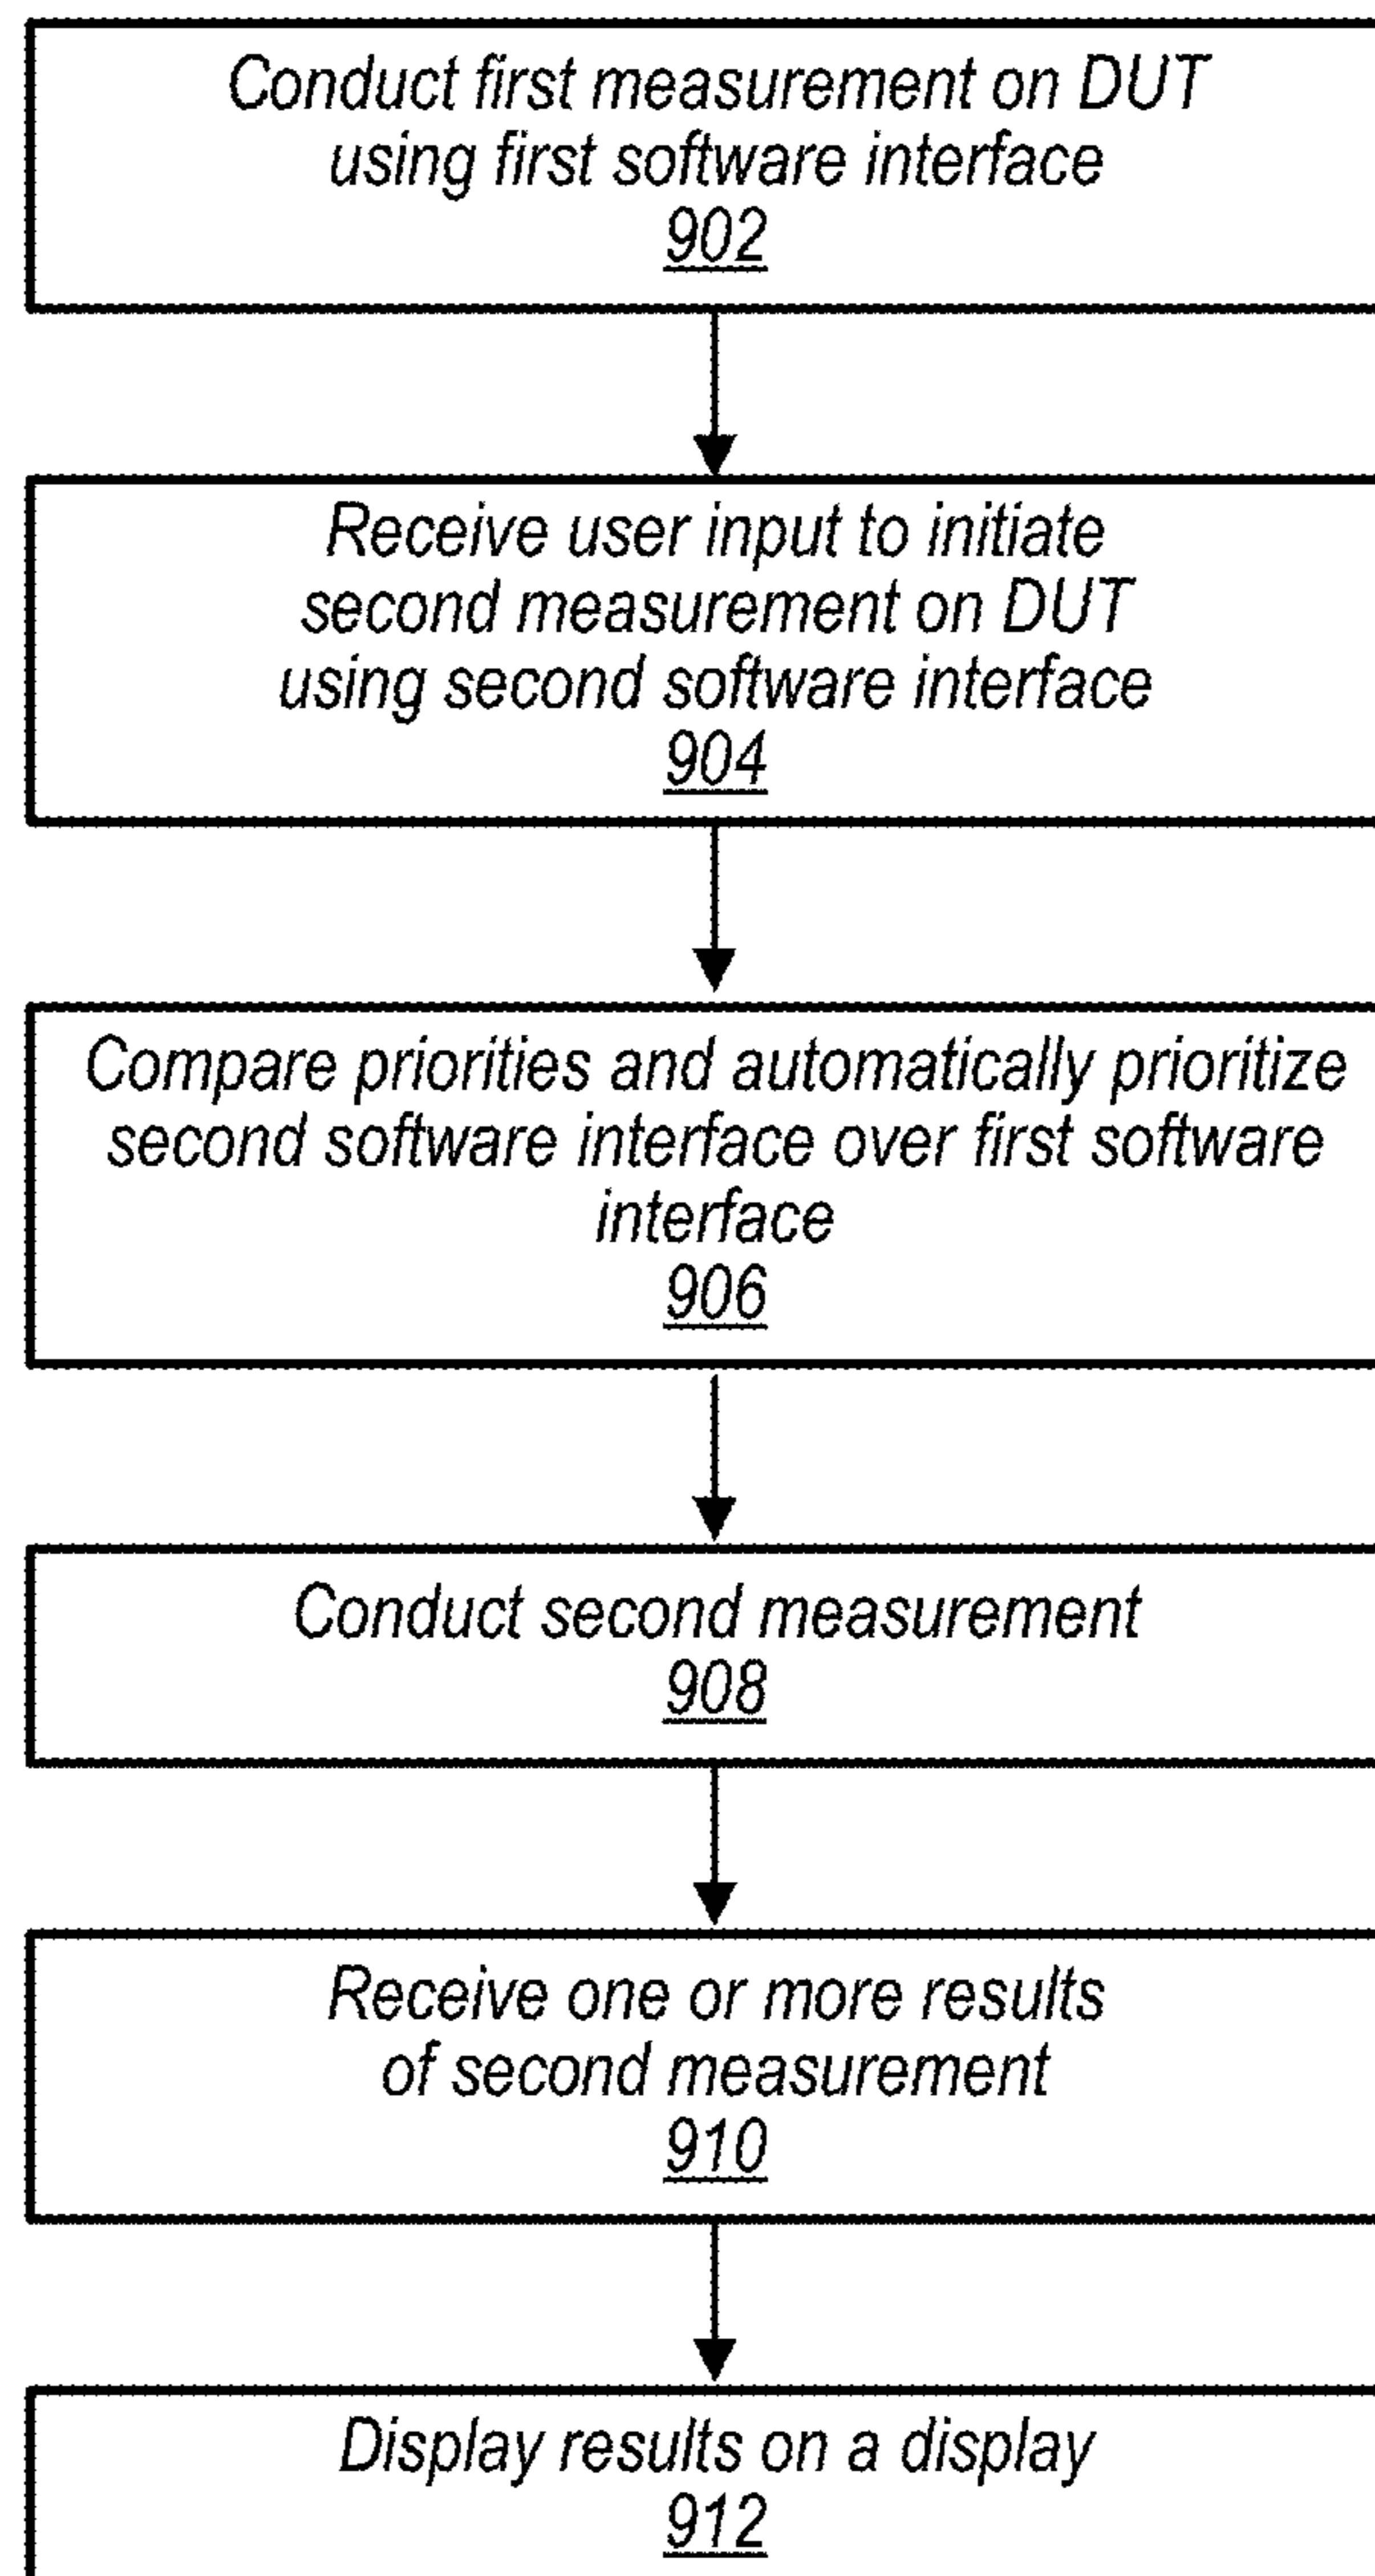 Conduct first measurement on DUT
using first software interface
902
Receive user input to initiate
second measurement on DUT
using second software interface
904
Compare priorities and automatically prioritize
second software interface over first software
interface
906
Conduct second measurement
908
Receive one or more results
of second measurement
910
Display results on a display
912